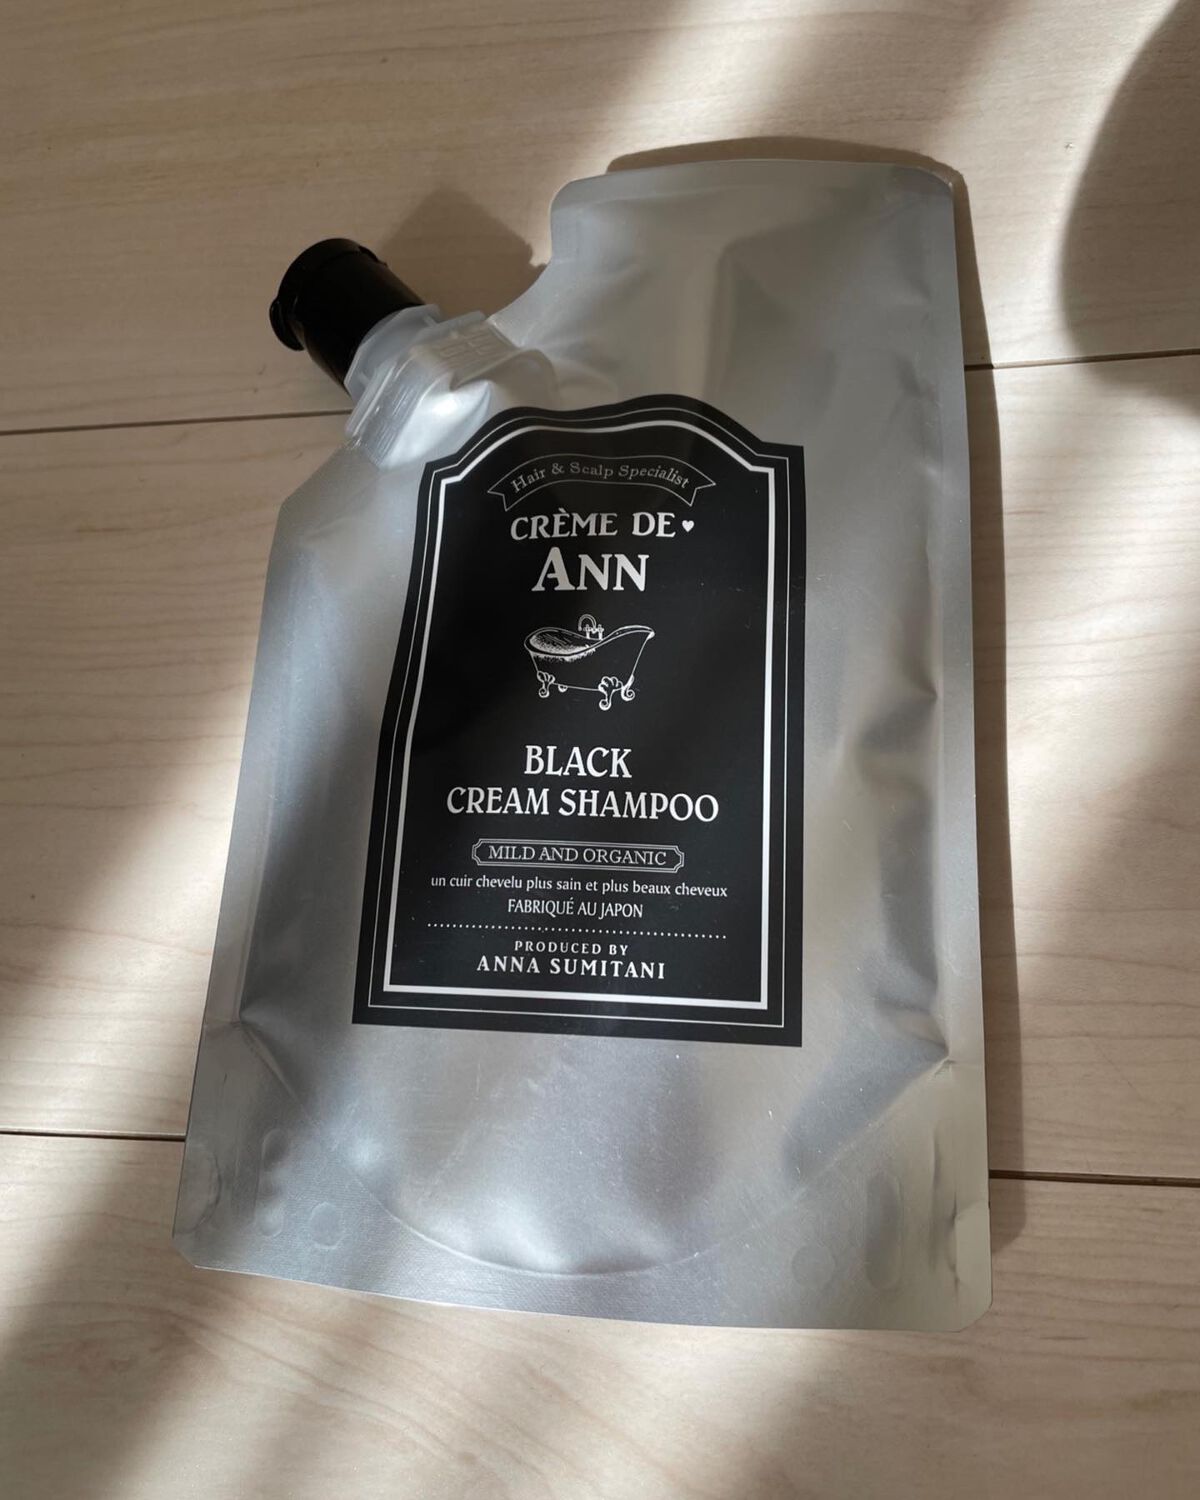 Hair & Scalp Specialist
CRÈME DE♥
ANN
BLACK
CREAM SHAMPOO
MILD AND ORGANIC
un cuir chevelu plus sain et plus beaux cheveux
FABRIQUÉ AU JAPON
PRODUCED BY
ANNA SUMITANI